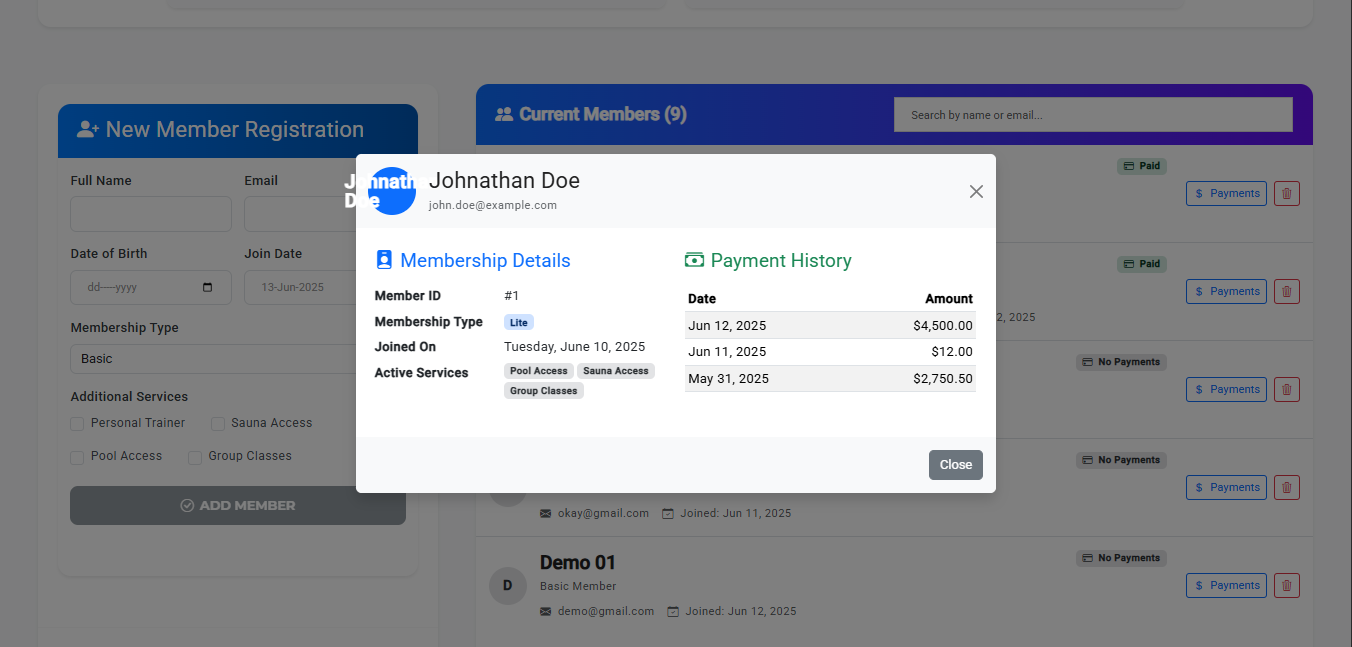 New Member Registration
Current Members (9)
Search by name or email...
Full Name
Email
Date of Birth
Join Date
dd----yyyy
13-Jun-2025
Membership Type
Basic
Additional Services
Personal Trainer
Sauna Access
Pool Access
Group Classes
ADD MEMBER
Johnathan Doe
Johnathan Doe
john.doe@example.com
Membership Details
Member ID #1
Membership Type Lite
Joined On Tuesday, June 10, 2025
Active Services Pool Access Sauna Access
Group Classes
Payment History
Date Amount
Jun 12, 2025 $4,500.00
Jun 11, 2025 $12.00
May 31, 2025 $2,750.50
Close
Paid
$ Payments
Paid
$ Payments
2, 2025
No Payments
$ Payments
No Payments
$ Payments
okay@gmail.com Joined: Jun 11, 2025
Demo 01
No Payments
D
Basic Member
$ Payments
demo@gmail.com Joined: Jun 12, 2025